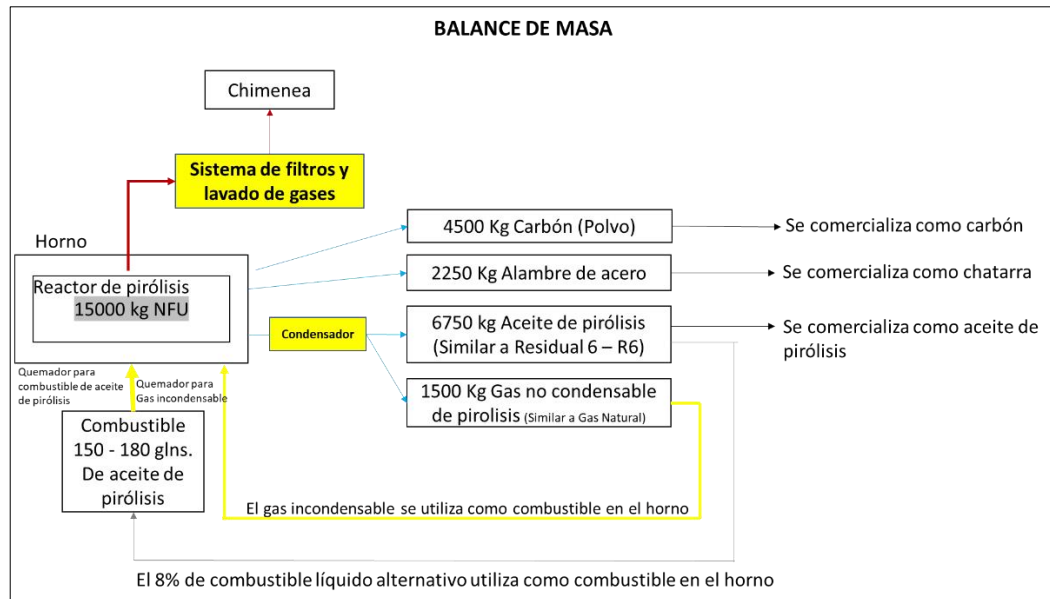 BALANCE DE MASA
Chimenea
Sistema de filtros y
lavado de gases
Horno
Reactor de pirólisis
15000 kg NFU
Condensador
4500 Kg Carbón (Polvo)
Se comercializa como carbón
2250 Kg Alambre de acero
Se comercializa como chatarra
6750 kg Aceite de pirólisis
(Similar a Residual 6 – R6)
Se comercializa como aceite de
pirólisis
1500 Kg Gas no condensable
de pirolisis (Similar a Gas Natural)
Quemador para
combustible de aceite
de pirólisis
Quemador para
Gas incondensable
Combustible
150 - 180 glns.
De aceite de
pirólisis
El gas incondensable se utiliza como combustible en el horno
El 8% de combustible líquido alternativo utiliza como combustible en el horno